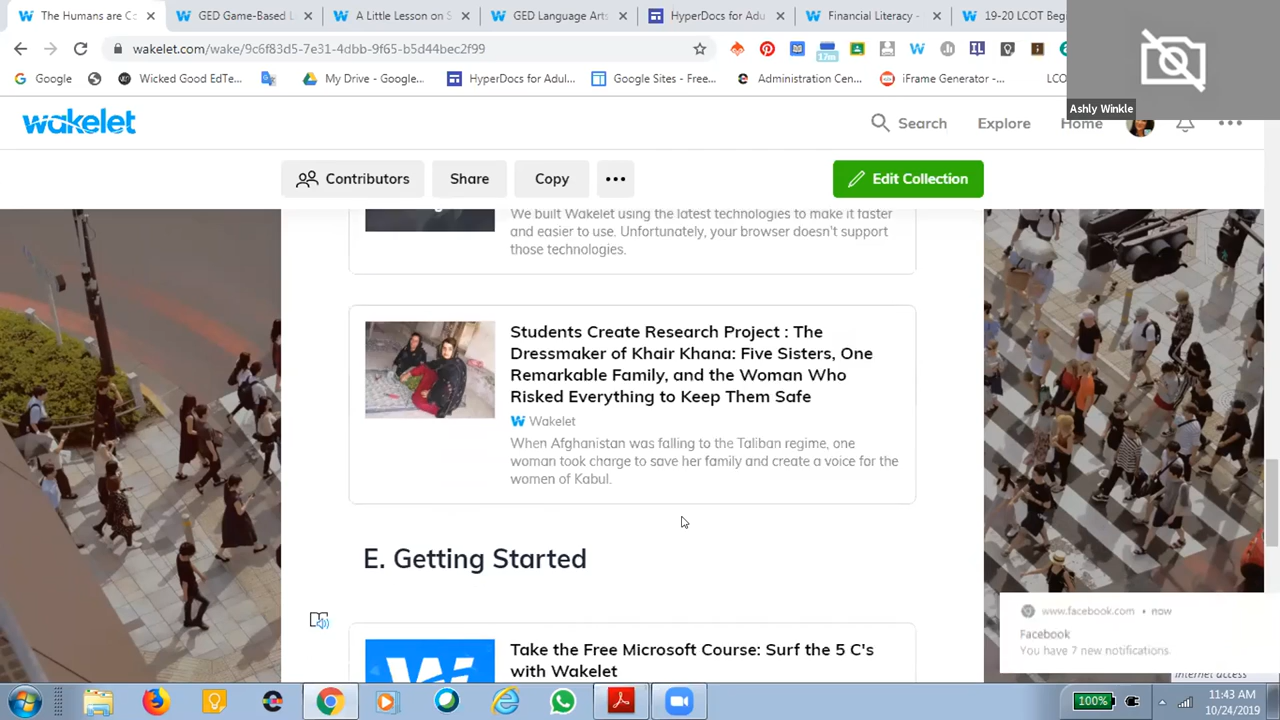 The Humans are Co
GED Game-Based L
A Little Lesson on S
GED Language Arts
HyperDocs for Adu
Financial Literacy -
19-20 LCOT Begi
wakelet.com/wake/9c6f83d5-7e31-4dbb-9f65-b5d44bec2f99
17m
Google
Wicked Good EdTe...
My Drive - Google...
HyperDocs for Adul...
Google Sites - Free...
Administration Cen...
iFrame Generator -...
LCO
Ashly Winkle
wakelet
Search
Explore
Home
Contributors
Share
Copy
Edit Collection
We built Wakelet using the latest technologies to make it faster
and easier to use. Unfortunately, your browser doesn't support
those technologies.
Students Create Research Project : The
Dressmaker of Khair Khana: Five Sisters, One
Remarkable Family, and the Woman Who
Risked Everything to Keep Them Safe
Wakelet
When Afghanistan was falling to the Taliban regime, one
woman took charge to save her family and create a voice for the
women of Kabul.
E. Getting Started
Take the Free Microsoft Course: Surf the 5 C's
with Wakelet
www.facebook.com • now
Facebook
You have 7 new notifications.
Internet access
100%
11:43 AM
10/24/2019